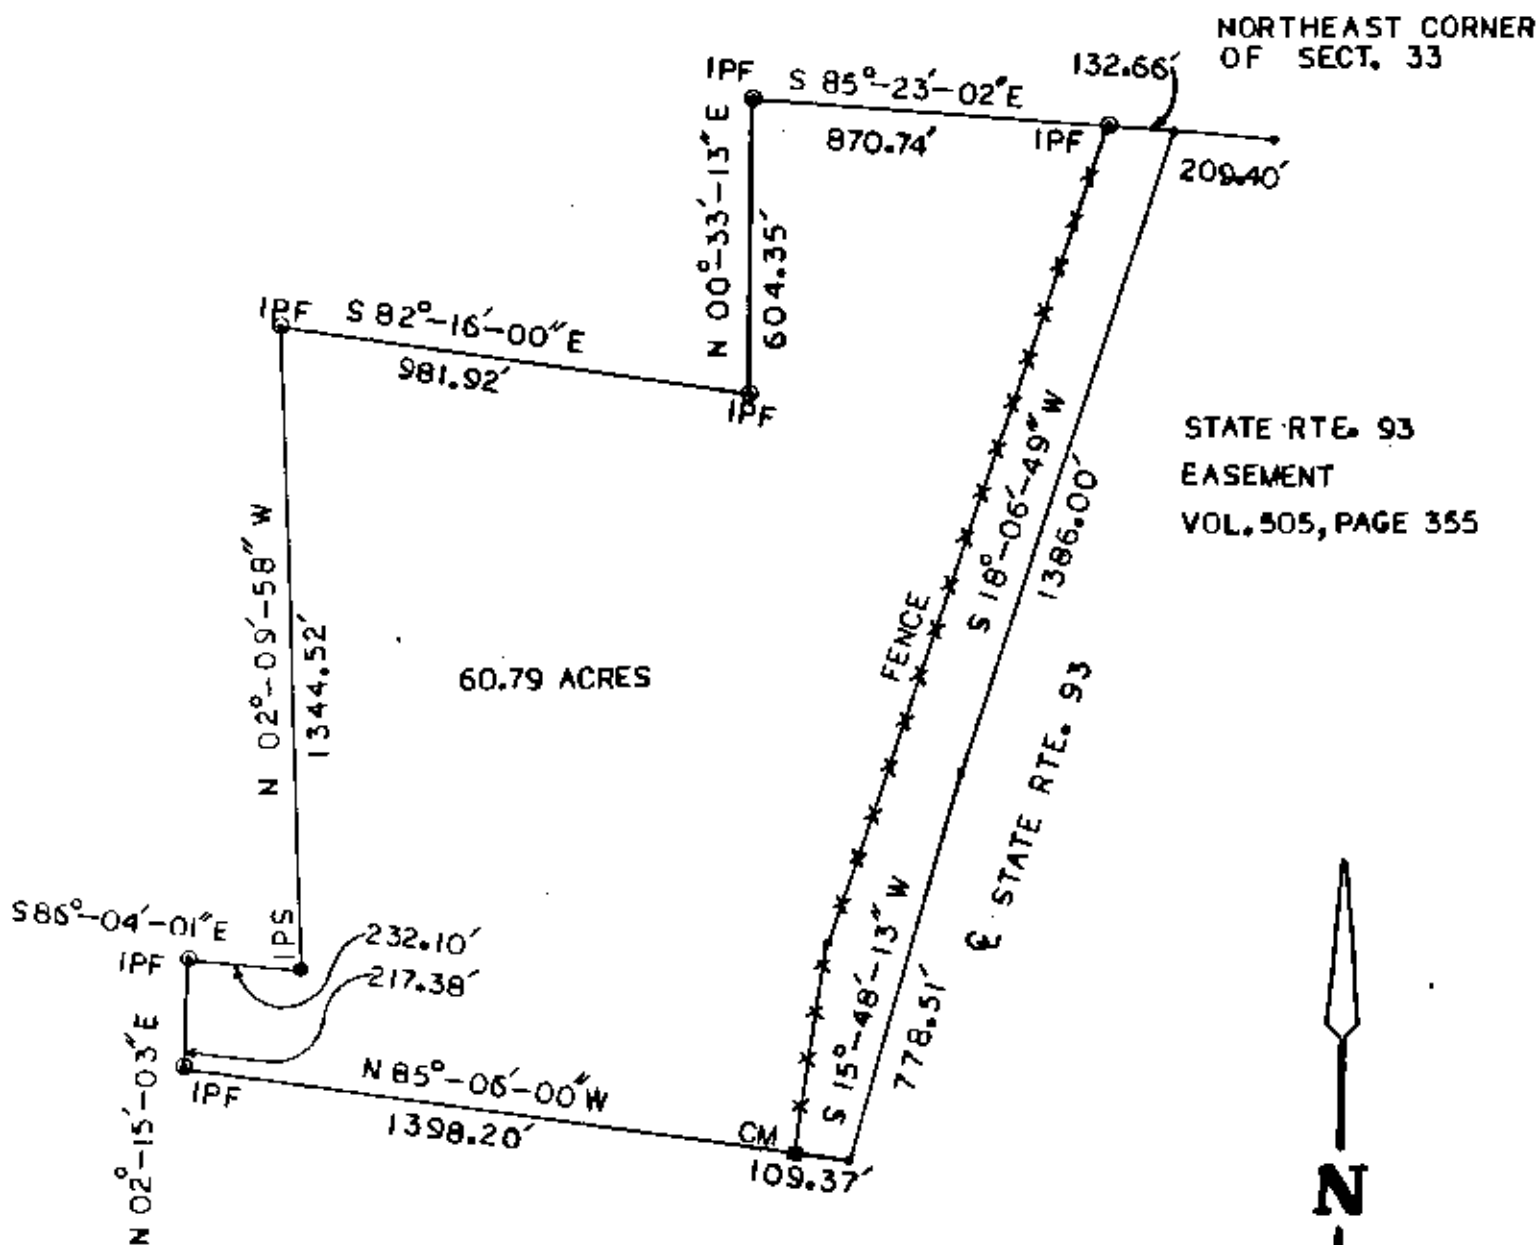 NORTHEAST CORNER
OF SECT. 33
132.66'
IPF
S 85°-23'-02" E
870.74'
IPF
209.40'
N 00°-33'-13" E
604.35'
IPF
S 82°-16'-00" E
981.92'
IPF
STATE RTE. 93
EASEMENT
VOL. 505, PAGE 355
S 18°-06'-49" W
1386.00'
FENCE
N 02°-09'-58" W
1344.52'
60.79 ACRES
℄ STATE RTE. 93
S 86°-04'-01" E
IPF
IPS
232.10'
217.38'
S 15°-48'-13" W
778.51'
N 02°-15'-03" E
IPF
N 85°-06'-00" W
1398.20'
CM
109.37'
N